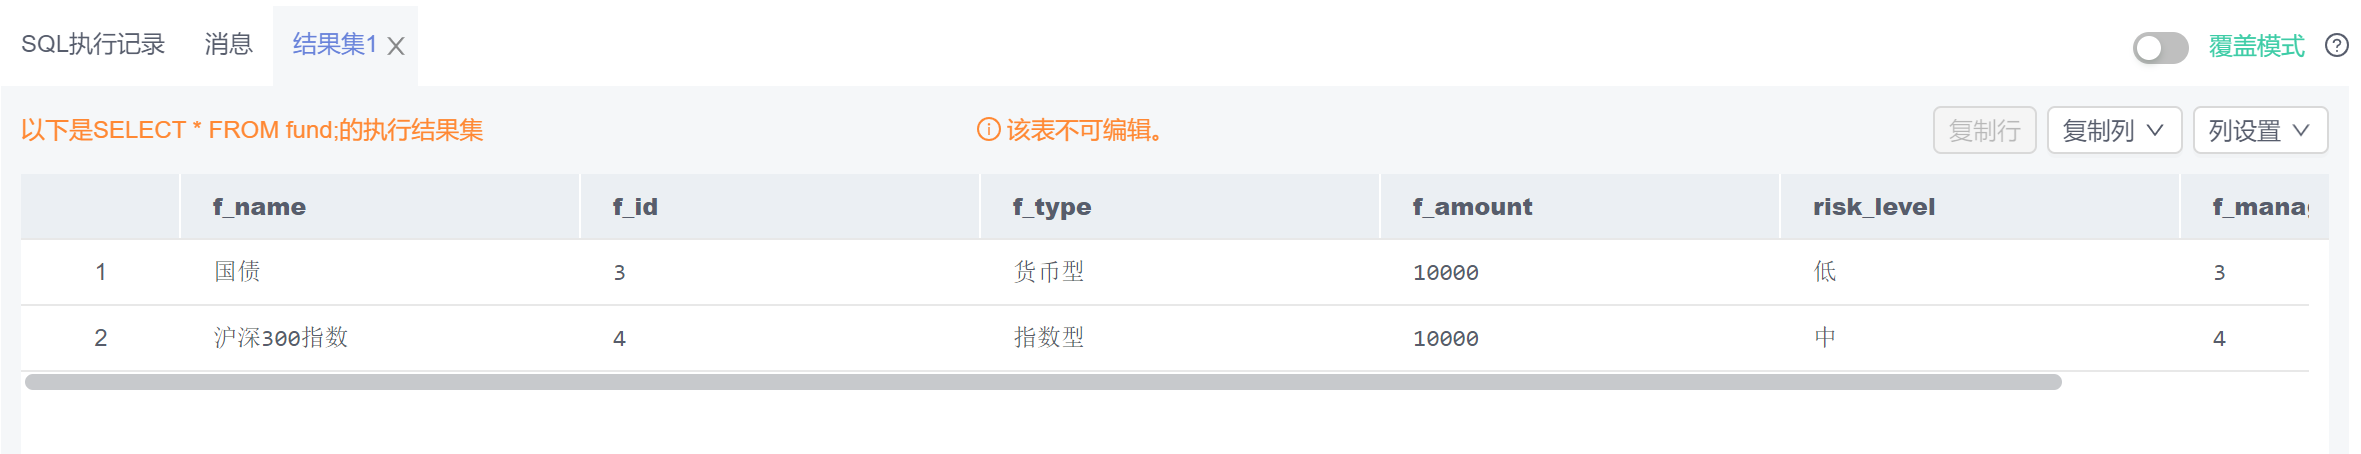 SQL执行记录 消息 结果集1 X 覆盖模式 ?
以下是SELECT * FROM fund;的执行结果集 该表不可编辑。 复制行 复制列 列设置
f_name f_id f_type f_amount risk_level f_mana
1 国债 3 货币型 10000 低 3
2 沪深300指数 4 指数型 10000 中 4